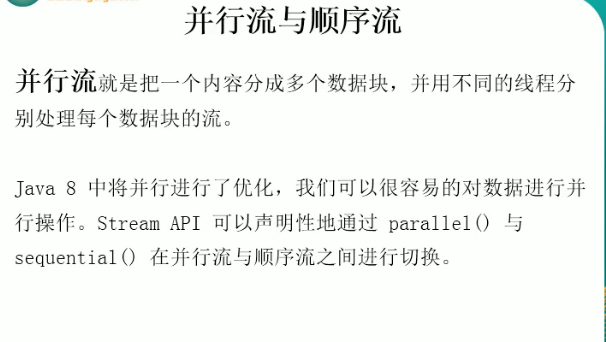 并行流与顺序流
并行流就是把一个内容分成多个数据块，并用不同的线程分
别处理每个数据块的流。
Java 8 中将并行进行了优化，我们可以很容易的对数据进行并
行操作。Stream API 可以声明性地通过 parallel() 与
sequential() 在并行流与顺序流之间进行切换。